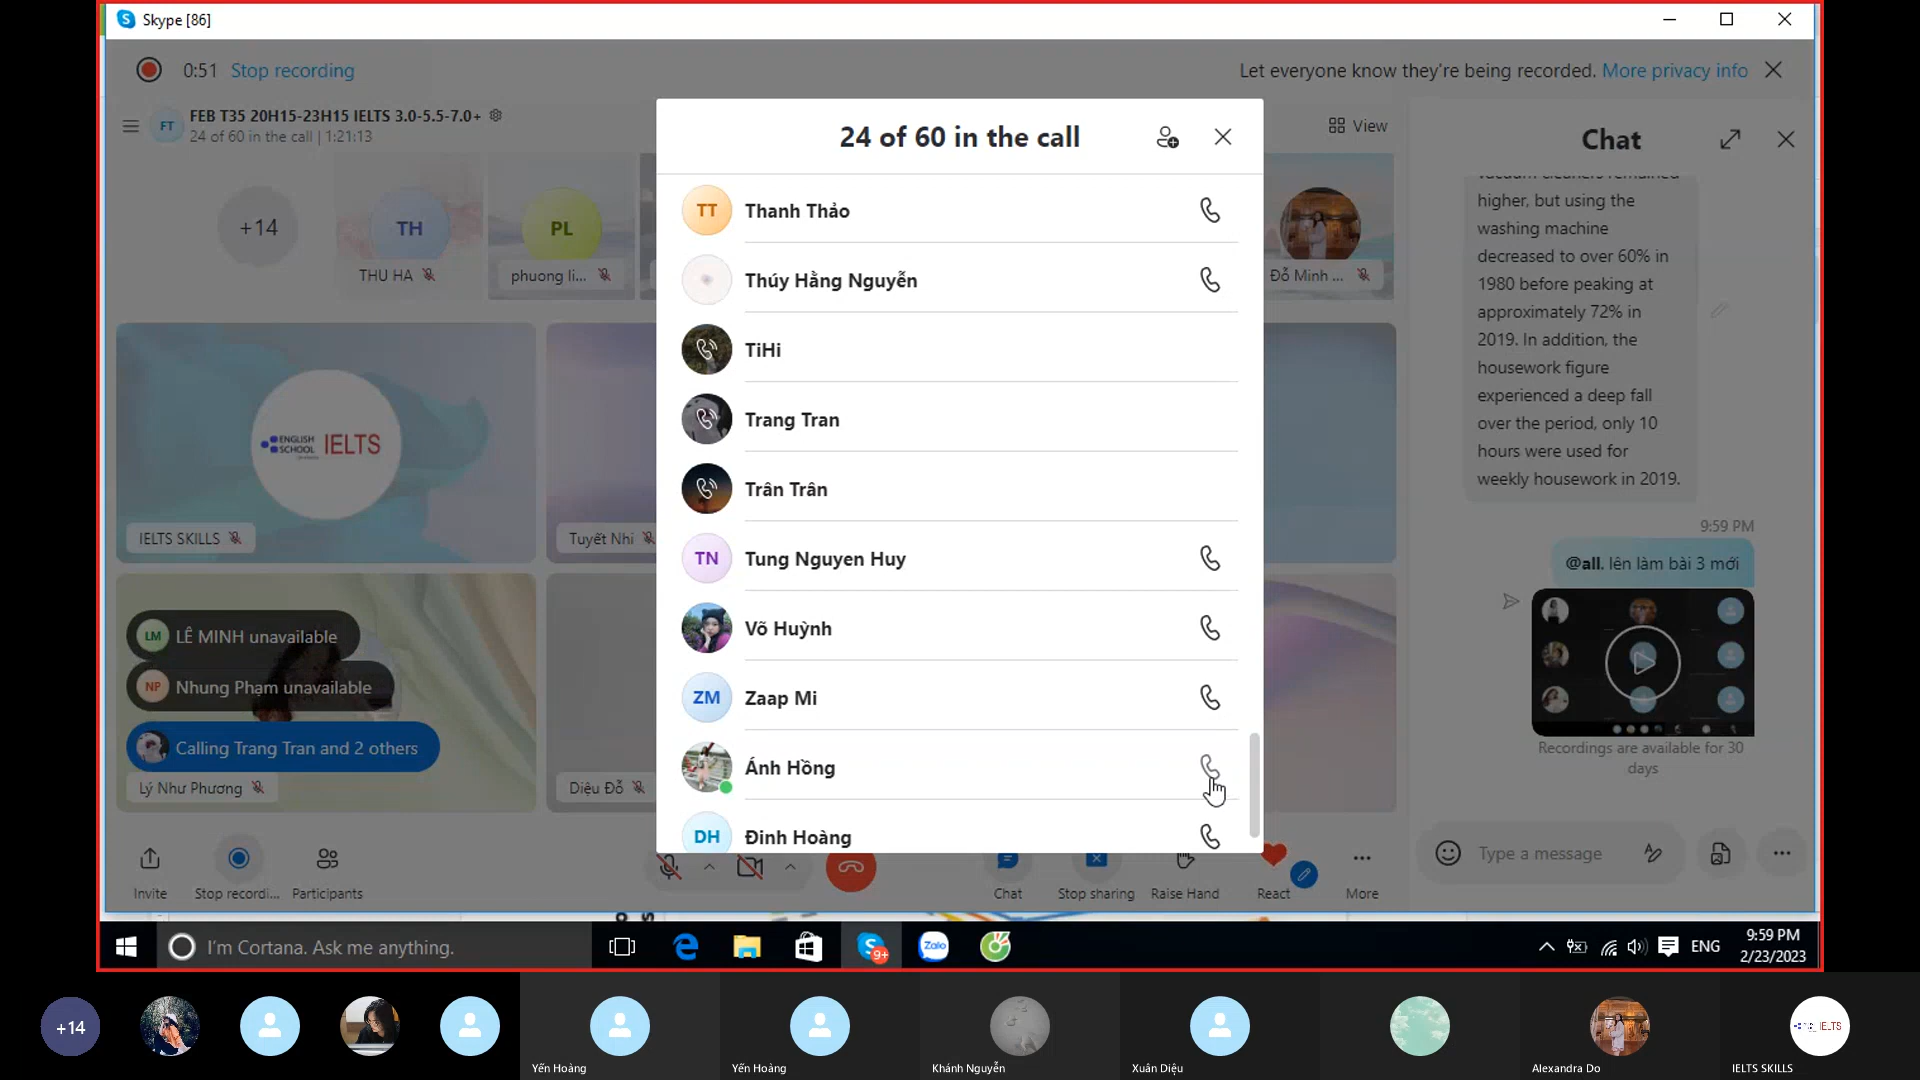 Skype [86]
0:51 Stop recording
Let everyone know they're being recorded. More privacy info
FT
FEB T35 20H15-23H15 IELTS 3.0-5.5-7.0+
24 of 60 in the call | 1:21:13
View
+14
TH
THU HA
PL
phuong li...
Đỗ Minh ...
ENGLISH SCHOOL IELTS
IELTS SKILLS
Tuyết Nhi
LM LÊ MINH unavailable
NP Nhung Phạm unavailable
Calling Trang Tran and 2 others
Lý Như Phương
Diệu Đỗ
24 of 60 in the call
TT Thanh Thảo
Thúy Hằng Nguyễn
TiHi
Trang Tran
Trân Trân
TN Tung Nguyen Huy
Võ Huỳnh
ZM Zaap Mi
Ánh Hồng
DH Đinh Hoàng
Chat
vacuum cleaners remained
higher, but using the
washing machine
decreased to over 60% in
1980 before peaking at
approximately 72% in
2019. In addition, the
housework figure
experienced a deep fall
over the period, only 10
hours were used for
weekly housework in 2019.
9:59 PM
@all. lên làm bài 3 mới
Recordings are available for 30
days
Type a message
Invite
Stop recordi...
Participants
Chat
Stop sharing
Raise Hand
React
More
I'm Cortana. Ask me anything.
9+
Zalo
ENG
9:59 PM
2/23/2023
+14
Yến Hoàng
Yến Hoàng
Khánh Nguyễn
Xuân Diệu
Alexandra Do
IELTS
IELTS SKILLS